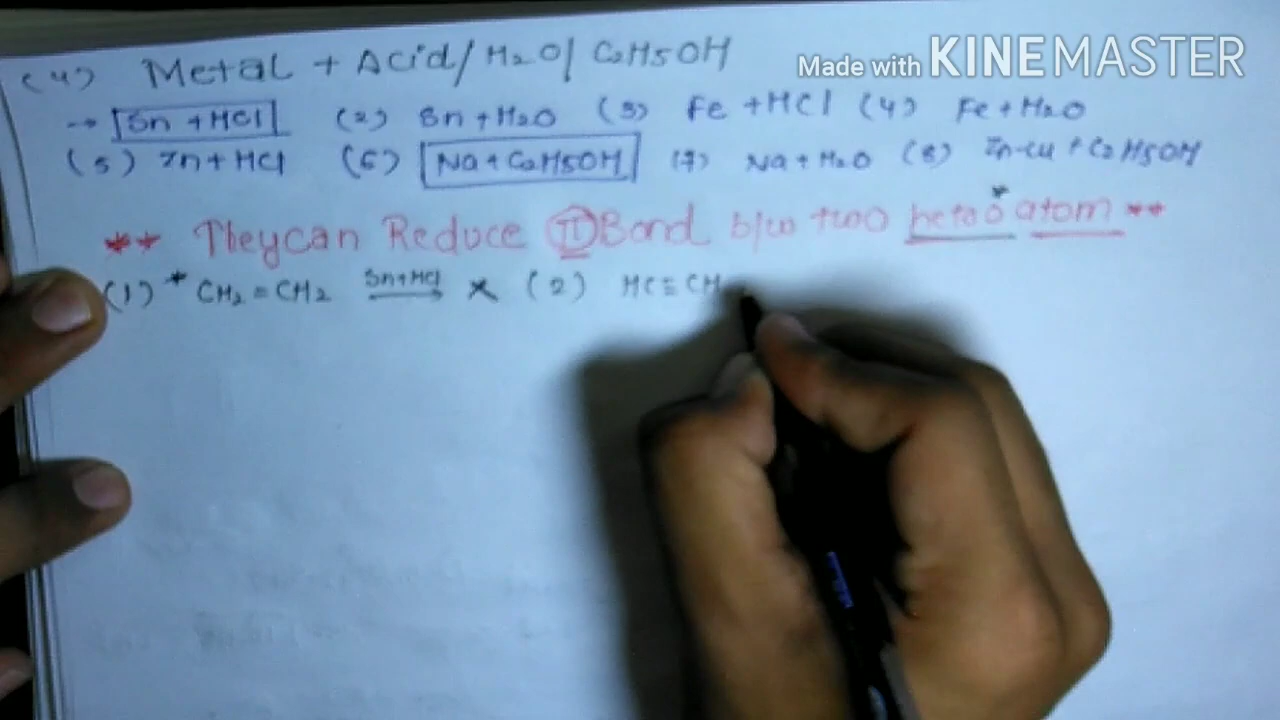 (4) Metal + Acid/H2O/C2H5OH
Made with KINEMASTER
→ Sn + HCl (2) Sn + H2O (3) Fe + HCl (4) Fe + H2O
(5) Zn + HCl (6) Na + C2H5OH (7) Na + H2O (8) Zn-Cu + C2H5OH
** They can Reduce π Bond b/w two hetao* atom **
(1) * CH2 = CH2 Sn+HCl → × (2) HC≡CH